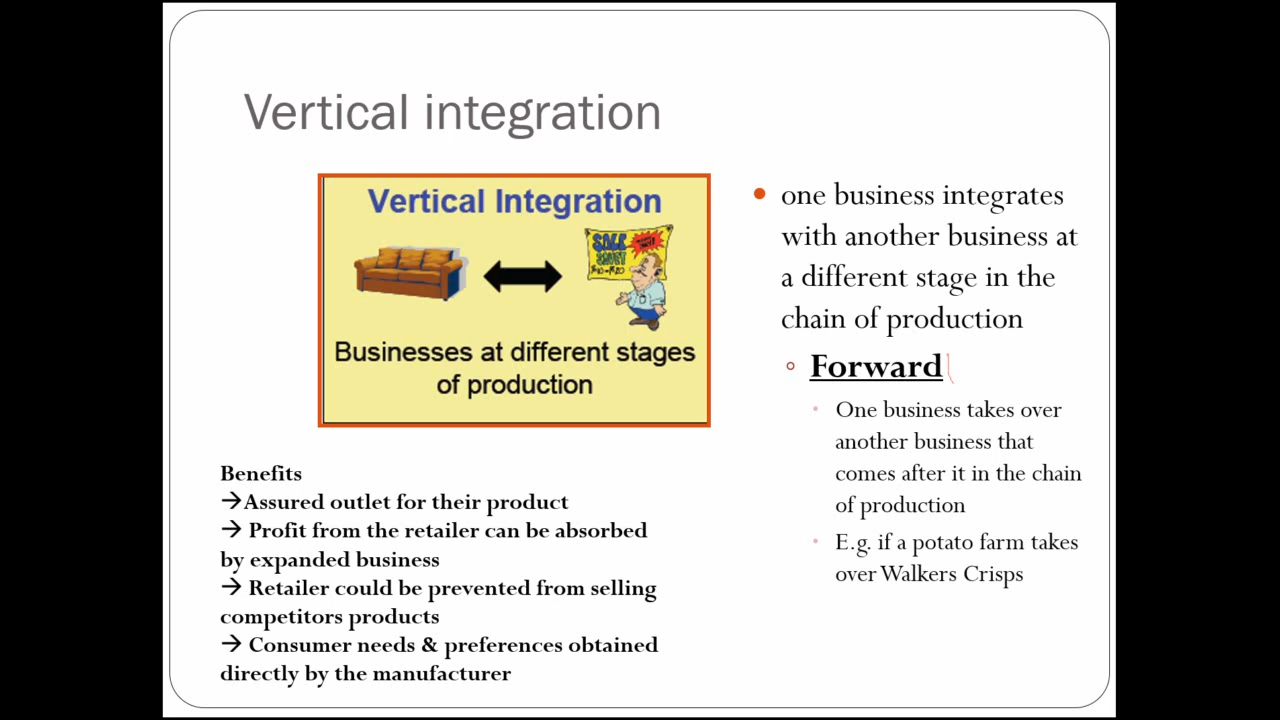 Vertical integration
Vertical Integration
SALE
Businesses at different stages
of production
Benefits
→Assured outlet for their product
→ Profit from the retailer can be absorbed
by expanded business
→ Retailer could be prevented from selling
competitors products
→ Consumer needs & preferences obtained
directly by the manufacturer
• one business integrates
with another business at
a different stage in the
chain of production
Forward
One business takes over
another business that
comes after it in the chain
of production
E.g. if a potato farm takes
over Walkers Crisps